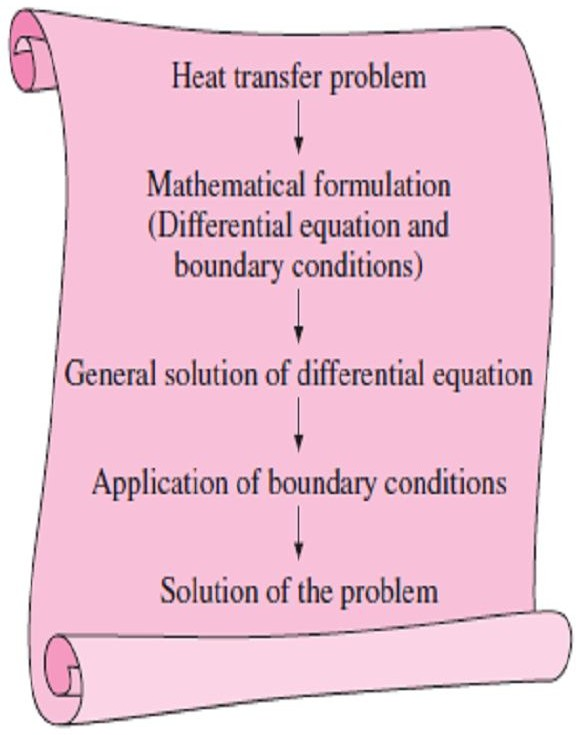 Heat transfer problem
Mathematical formulation
(Differential equation and
boundary conditions)
General solution of differential equation
Application of boundary conditions
Solution of the problem